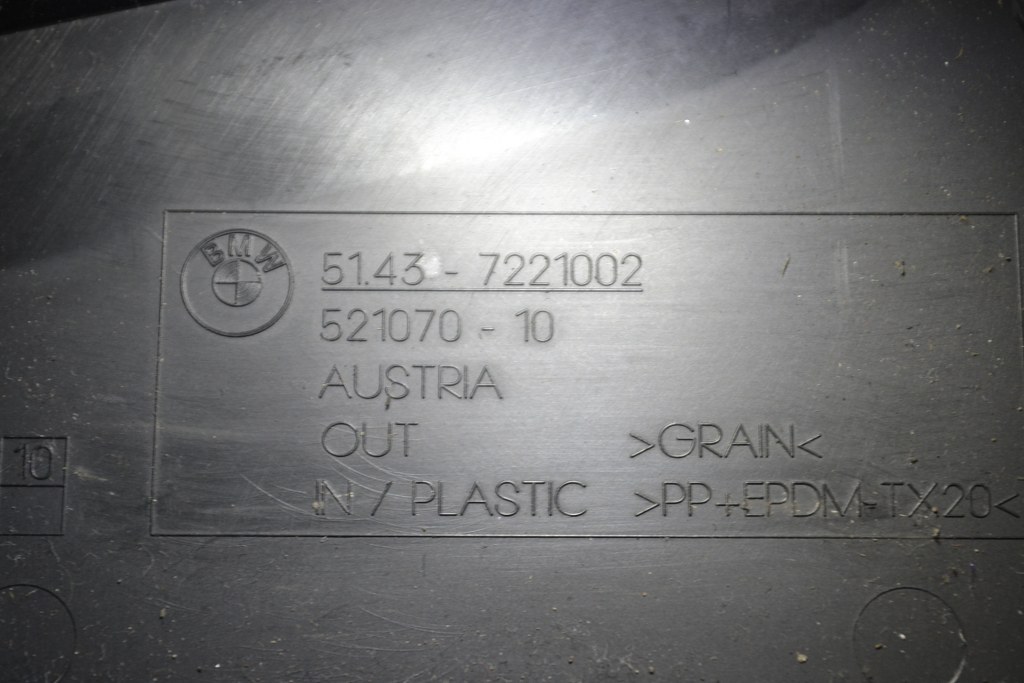 BMW
51.43 - 7221002
521070 - 10
AUSTRIA
OUT >GRAIN<
10
IN / PLASTIC >PP+EPDM-TX20<